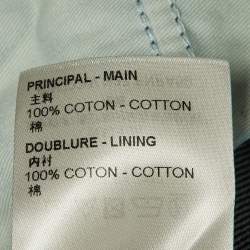 PRINCIPAL - MAIN
主料
100% COTON - COTTON
棉
DOUBLURE - LINING
内衬
100% COTON - COTTON
棉